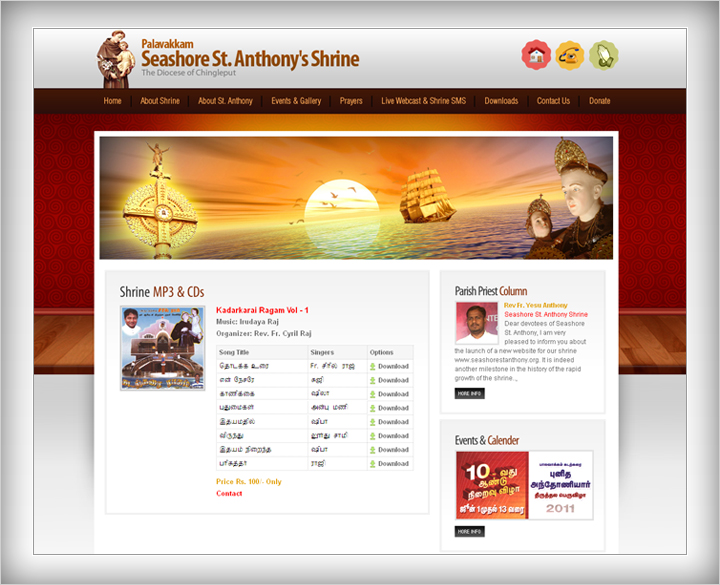 Palavakkam
Seashore St. Anthony's Shrine
The Diocese of Chingleput
Home About Shrine About St. Anthony Events & Gallery Prayers Live Webcast & Shrine SMS Downloads Contact Us Donate
Shrine MP3 & CDs
Kadarkarai Ragam Vol - 1
Music: Irudaya Raj
Organizer: Rev. Fr. Cyril Raj
Song Title Singers Options
தொடக்க உரை Fr. சிரில் ராஜ் Download
என் நேசரே சுஜி Download
காணிக்கை ஷீலா Download
புதுமைகள் அன்பு மணி Download
இதயமதில் ஷிபா Download
விருந்து Download
இதயம் நிறைந்த ஷிபா Download
பரிசுத்தர் ராஜ் Download
Price Rs. 100/- Only
Contact
Parish Priest Column
Rev Fr. Yesu Anthony
Seashore St. Anthony Shrine
Dear devotees of Seashore
St. Anthony, I am very
pleased to inform you about
the launch of a new website for our shrine
www.seashorestanthony.org. It is indeed
another milestone in the history of the rapid
growth of the shrine...
MORE INFO
Events & Calender
10-வது
ஆண்டு
நிறைவு விழா
ஜூன் 1முதல் 13 வரை
பாலவாக்கம் கடற்கரை
புனித
அந்தோணியார்
திருத்தல பெருவிழா
2011
MORE INFO